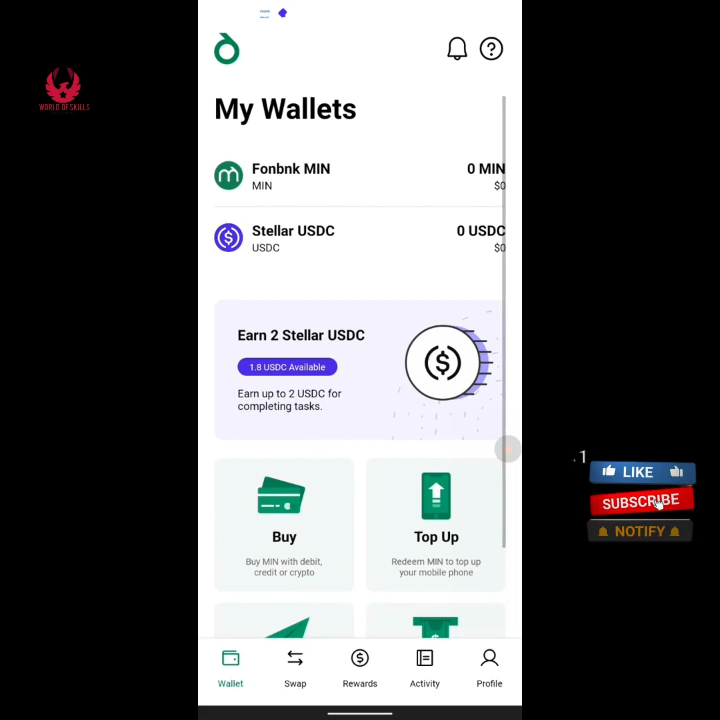 WORLD OF SKILLS
My Wallets
Fonbnk MIN
0 MIN
MIN
$0
Stellar USDC
0 USDC
USDC
$0
Earn 2 Stellar USDC
1.8 USDC Available
Earn up to 2 USDC for
completing tasks.
.1
LIKE
SUBSCRIBE
NOTIFY
Buy
Buy MIN with debit,
credit or crypto
Top Up
Redeem MIN to top up
your mobile phone
Wallet
Swap
Rewards
Activity
Profile